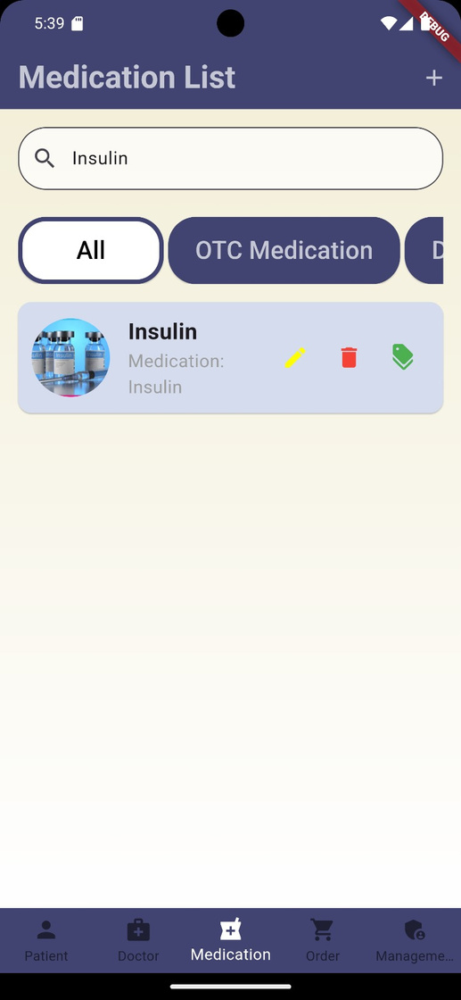 5:39
DEBUG
Medication List
Insulin
All
OTC Medication
D
Insulin
Medication:
Insulin
Patient
Doctor
Medication
Order
Manageme...